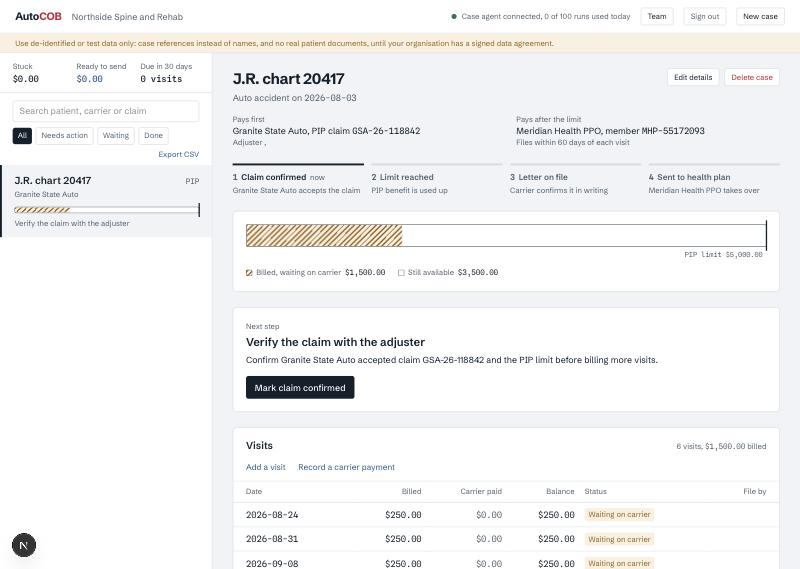 AutoCOB Northside Spine and Rehab
Case agent connected, 0 of 100 runs used today Team Sign out New case
Use de-identified or test data only: case references instead of names, and no real patient documents, until your organisation has a signed data agreement.
Stuck Ready to send Due in 30 days
$0.00 $0.00 0 visits
Search patient, carrier or claim
All Needs action Waiting Done
Export CSV
J.R. chart 20417 PIP
Granite State Auto
Verify the claim with the adjuster
J.R. chart 20417 Edit details Delete case
Auto accident on 2026-08-03
Pays first Pays after the limit
Granite State Auto, PIP claim GSA-26-118842 Meridian Health PPO, member MHP-55172093
Adjuster , Files within 60 days of each visit
1 Claim confirmed now 2 Limit reached 3 Letter on file 4 Sent to health plan
Granite State Auto accepts the claim PIP benefit is used up Carrier confirms it in writing Meridian Health PPO takes over
PIP limit $5,000.00
Billed, waiting on carrier $1,500.00 Still available $3,500.00
Next step
Verify the claim with the adjuster
Confirm Granite State Auto accepted claim GSA-26-118842 and the PIP limit before billing more visits.
Mark claim confirmed
Visits 6 visits, $1,500.00 billed
Add a visit Record a carrier payment
Date Billed Carrier paid Balance Status File by
2026-08-24 $250.00 $0.00 $250.00 Waiting on carrier
2026-08-31 $250.00 $0.00 $250.00 Waiting on carrier
2026-09-08 $250.00 $0.00 $250.00 Waiting on carrier
N